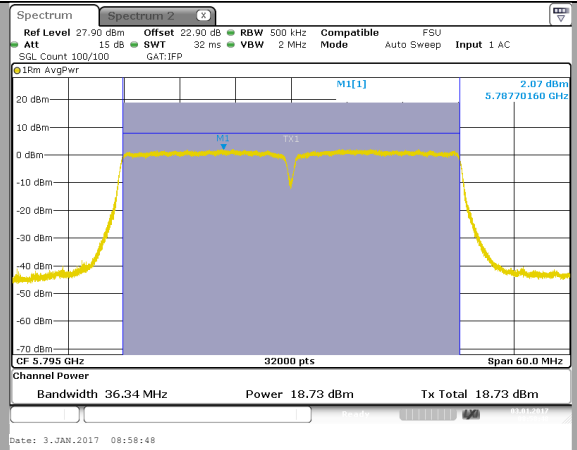 Spectrum
Spectrum 2
Ref Level 27.90 dBm Offset 22.90 dB RBW 500 kHz Compatible FSU
Att 15 dB SWT 32 ms VBW 2 MHz Mode Auto Sweep Input 1 AC
SGL Count 100/100 GAT:IFP
1Rm AvgPwr
M1[1] 2.07 dBm
5.78770160 GHz
20 dBm
10 dBm
M1
TX1
0 dBm
-10 dBm
-20 dBm
-30 dBm
-40 dBm
-50 dBm
-60 dBm
-70 dBm
CF 5.795 GHz 32000 pts Span 60.0 MHz
Channel Power
Bandwidth 36.34 MHz Power 18.73 dBm Tx Total 18.73 dBm
Ready
03.01.2017
Date: 3.JAN.2017 08:58:48